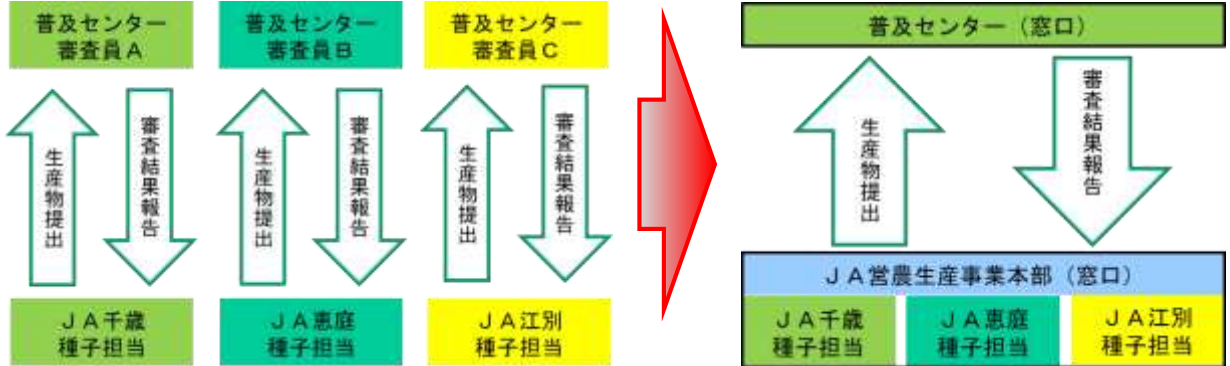 普及センター
審査員A
普及センター
審査員B
普及センター
審査員C
生産物提出
審査結果報告
生産物提出
審査結果報告
生産物提出
審査結果報告
JA千歳
種子担当
JA恵庭
種子担当
JA江別
種子担当
普及センター(窓口)
生産物提出
審査結果報告
JA営農生産事業本部(窓口)
JA千歳
種子担当
JA恵庭
種子担当
JA江別
種子担当